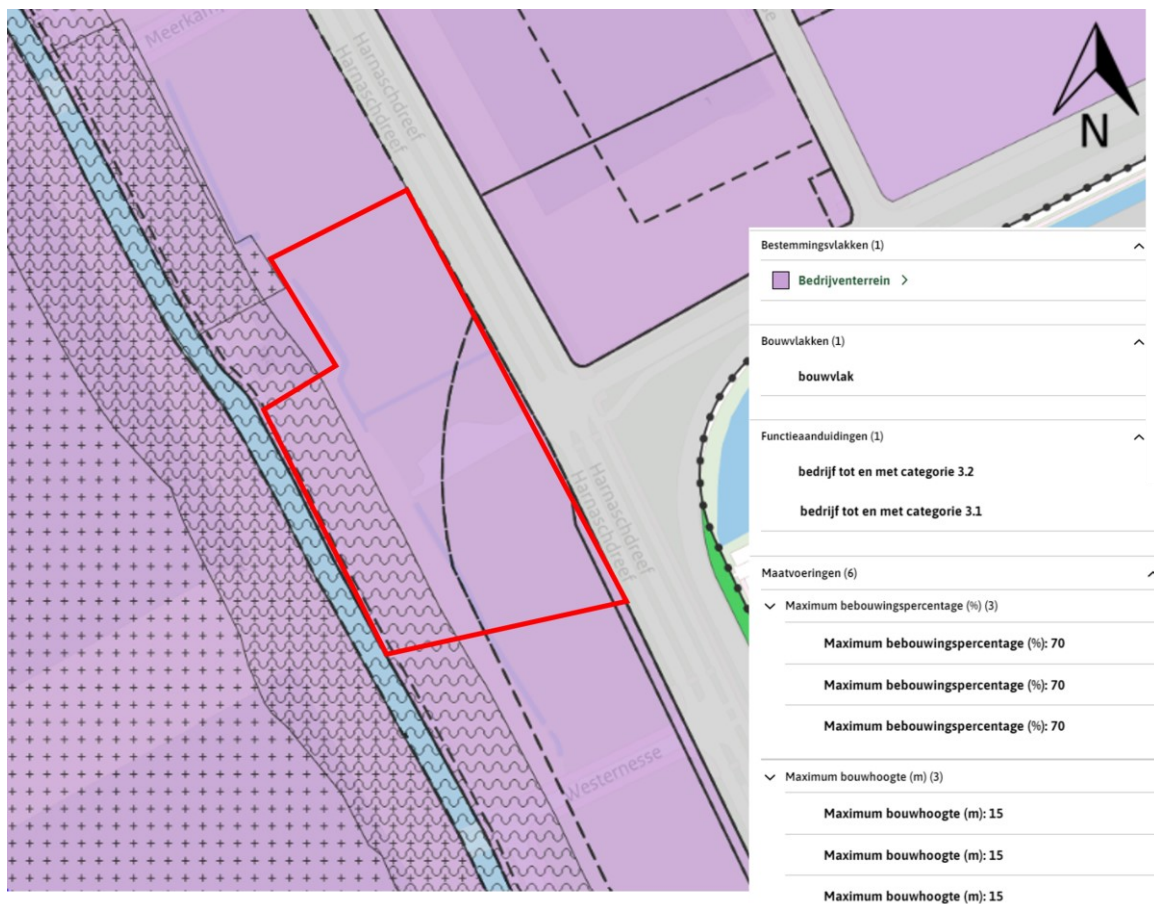 Meerkamp
Harnaschdreef
Harnaschdreef
N
Harnaschdreef
Harnaschdreef
Westernesse
Bestemmingsvlakken (1)
Bedrijventerrein
Bouwvlakken (1)
bouwvlak
Functieaanduidingen (1)
bedrijf tot en met categorie 3.2
bedrijf tot en met categorie 3.1
Maatvoeringen (6)
Maximum bebouwingspercentage (%) (3)
Maximum bebouwingspercentage (%): 70
Maximum bebouwingspercentage (%): 70
Maximum bebouwingspercentage (%): 70
Maximum bouwhoogte (m) (3)
Maximum bouwhoogte (m): 15
Maximum bouwhoogte (m): 15
Maximum bouwhoogte (m): 15